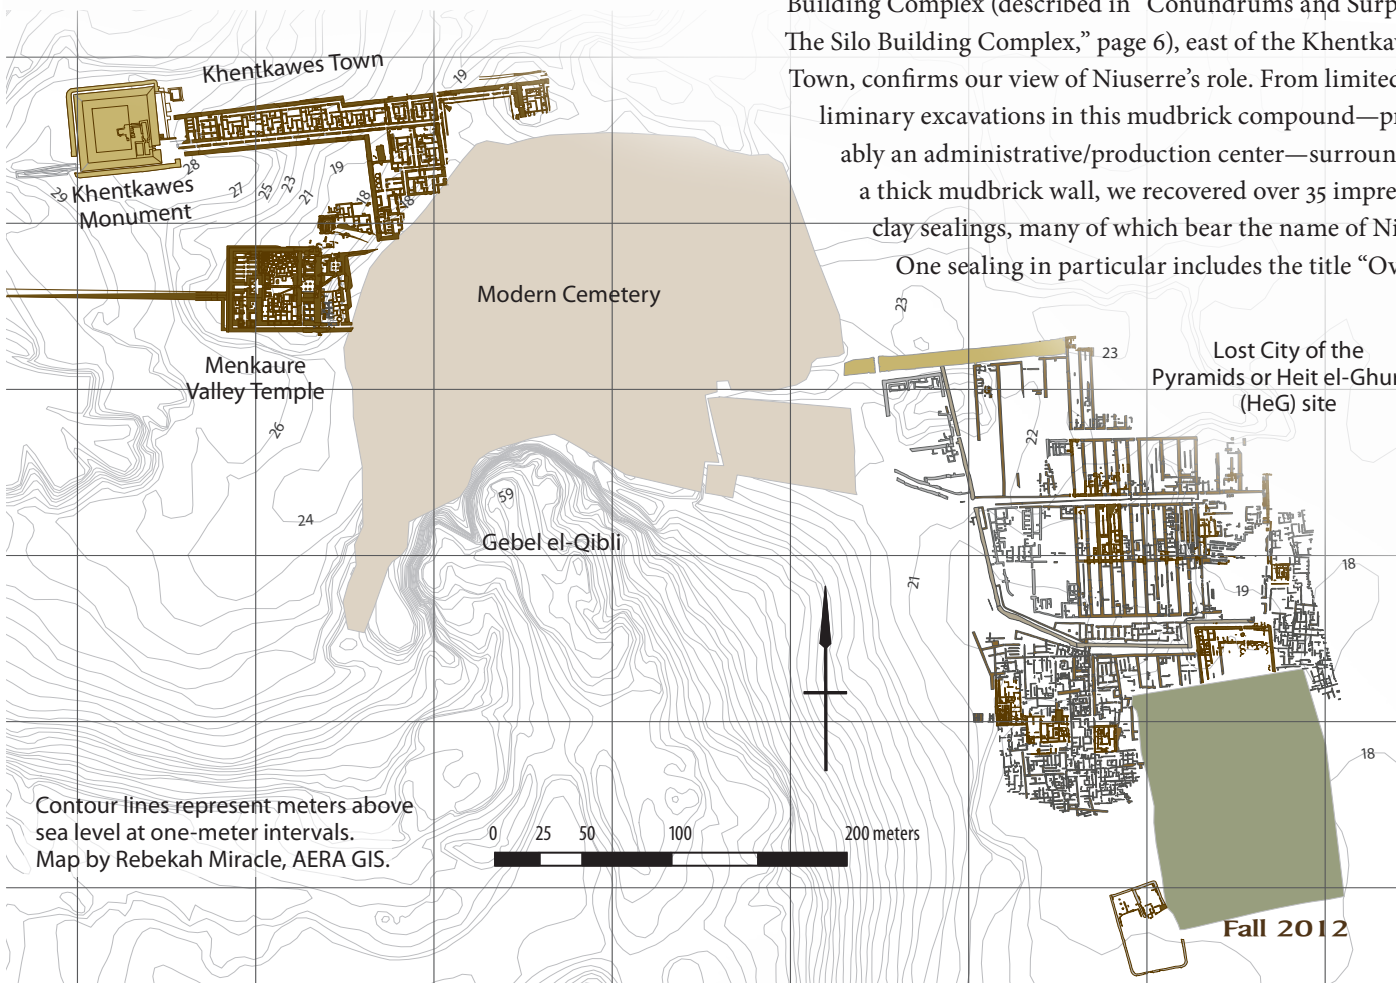 Building Complex (described in “Conundrums and Surp
The Silo Building Complex,” page 6), east of the Khentka
Town, confirms our view of Niuserre’s role. From limited
liminary excavations in this mudbrick compound—pr
ably an administrative/production center—surroun
a thick mudbrick wall, we recovered over 35 impre
clay sealings, many of which bear the name of Ni
One sealing in particular includes the title “Ov
Khentkawes Town
19
28
29
Khentkawes
Monument
27
25
23
21
19
18
18
Modern Cemetery
23
Menkaure
Valley Temple
23
Lost City of the
Pyramids or Heit el-Ghur
(HeG) site
26
22
59
24
Gebel el-Qibli
21
18
19
18
Contour lines represent meters above
sea level at one-meter intervals.
Map by Rebekah Miracle, AERA GIS.
0 25 50 100 200 meters
Fall 2012